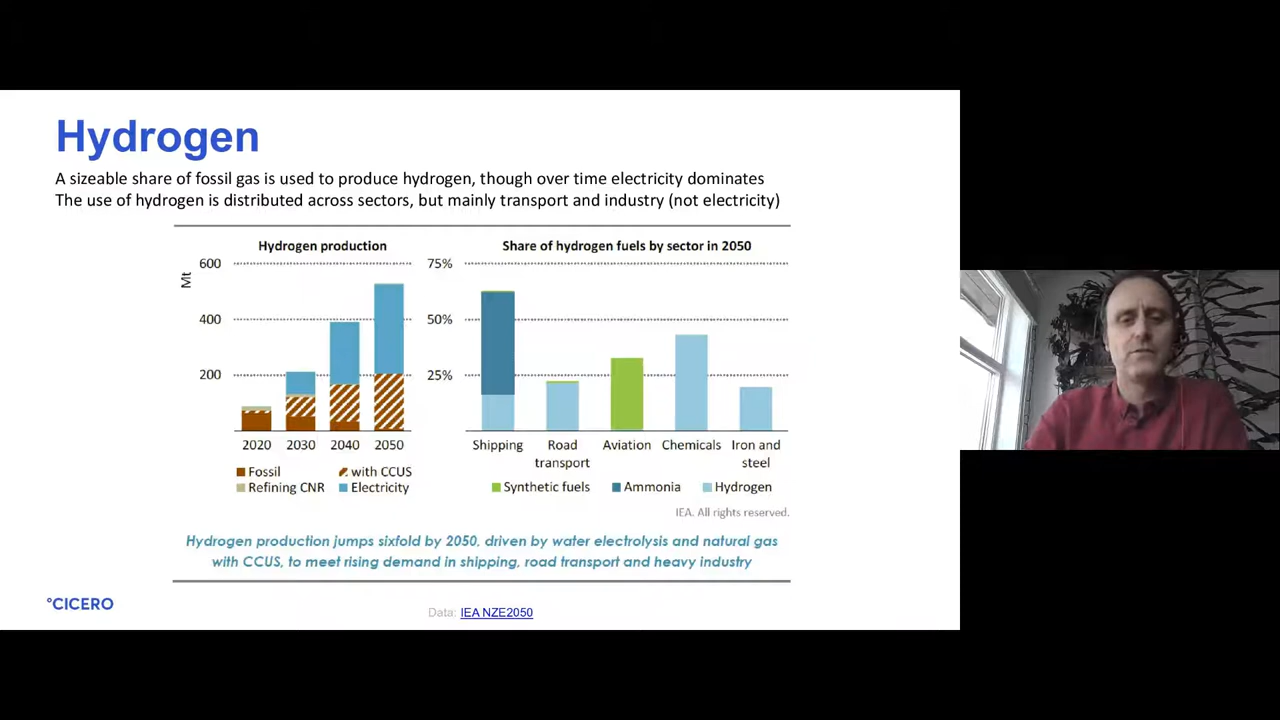 Hydrogen
A sizeable share of fossil gas is used to produce hydrogen, though over time electricity dominates
The use of hydrogen is distributed across sectors, but mainly transport and industry (not electricity)
Hydrogen production
Mt
600
400
200
2020 2030 2040 2050
Fossil with CCUS
Refining CNR Electricity
Share of hydrogen fuels by sector in 2050
75%
50%
25%
Shipping Road transport Aviation Chemicals Iron and steel
Synthetic fuels Ammonia Hydrogen
IEA. All rights reserved.
Hydrogen production jumps sixfold by 2050, driven by water electrolysis and natural gas
with CCUS, to meet rising demand in shipping, road transport and heavy industry
°CICERO
Data: IEA NZE2050